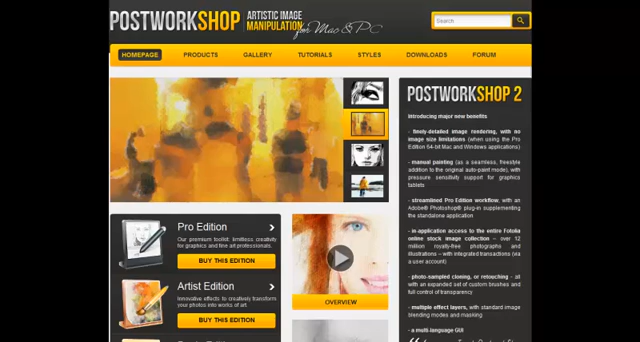 POSTWORKSHOP
ARTISTIC IMAGE
MANIPULATION
for Mac & PC
Search
HOMEPAGE PRODUCTS GALLERY TUTORIALS STYLES DOWNLOADS FORUM
Pro Edition
Our premium toolkit: limitless creativity
for graphics and fine art professionals.
BUY THIS EDITION
Artistic Edition
Innovative effects to creatively transform
your photos into works of art.
BUY THIS EDITION
OVERVIEW
POSTWORKSHOP 2
Introducing major new benefits
- finely-detailed image rendering, with no
image size limitations (when using the Pro
Edition 64-bit Mac and Windows applications)
- manual painting (as a seamless, freestyle
addition to the original auto-paint mode), with
pressure sensitivity support for graphics
tablets
- streamlined Pro Edition workflow, with an
Adobe® Photoshop® plug-in supplementing
the standalone application
- in-application access to the entire Fotolia
online stock image collection – over 12
million royalty-free photographs and
illustrations – with integrated transactions (via
a user account)
- photo-sampled cloning, or retouching - all
with an expanded set of custom brushes and
full control of transparency
- multiple effect layers, with standard image
blending modes and masking
- a multi-language GUI